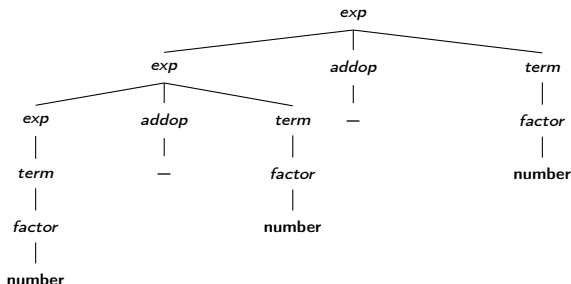 exp
exp addop term
exp addop term — factor
term — factor number
factor number
number